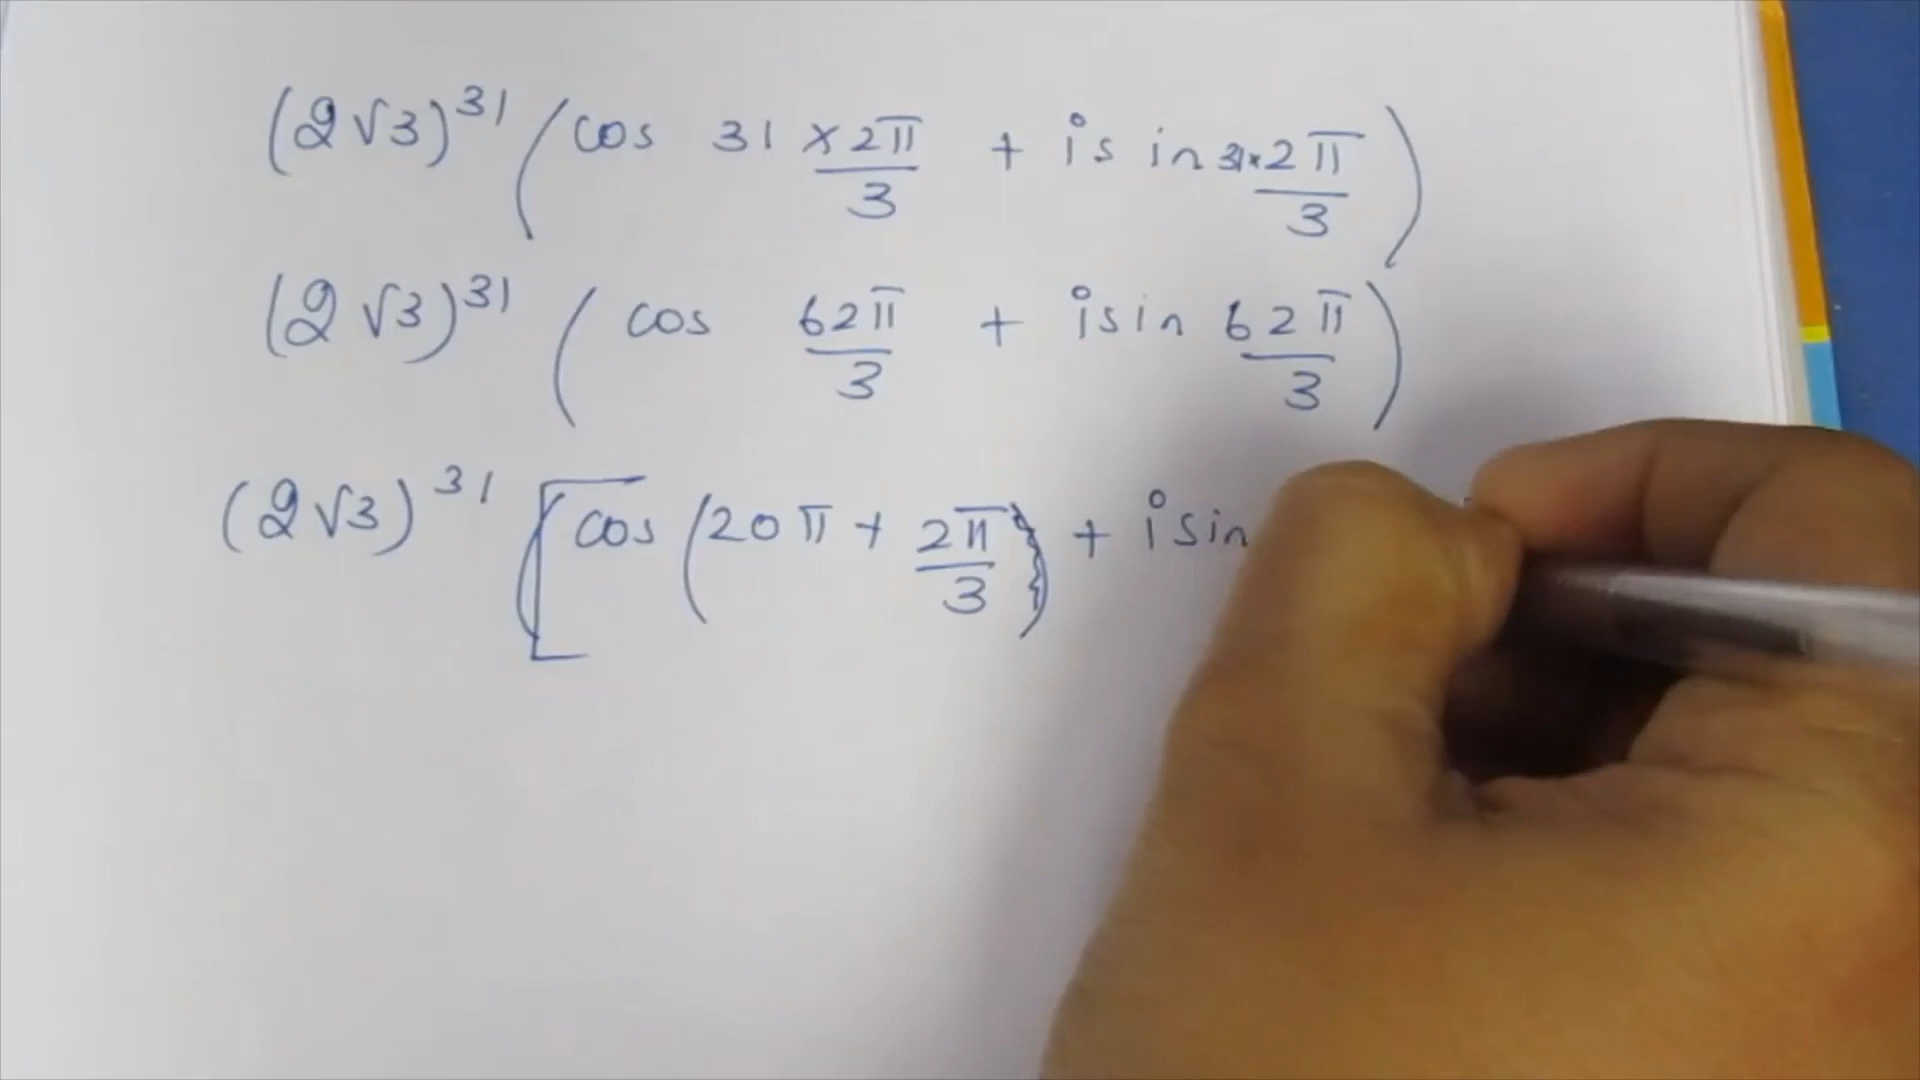 (2√3)^31 (cos 31 × 2π/3 + i sin 31×2π/3)
(2√3)^31 (cos 62π/3 + i sin 62π/3)
(2√3)^31 [cos (20π + 2π/3) + i sin